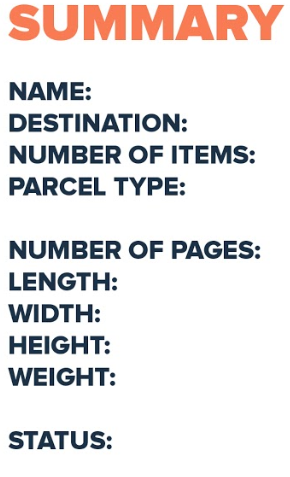 SUMMARY
NAME:
DESTINATION:
NUMBER OF ITEMS:
PARCEL TYPE:
NUMBER OF PAGES:
LENGTH:
WIDTH:
HEIGHT:
WEIGHT:
STATUS: